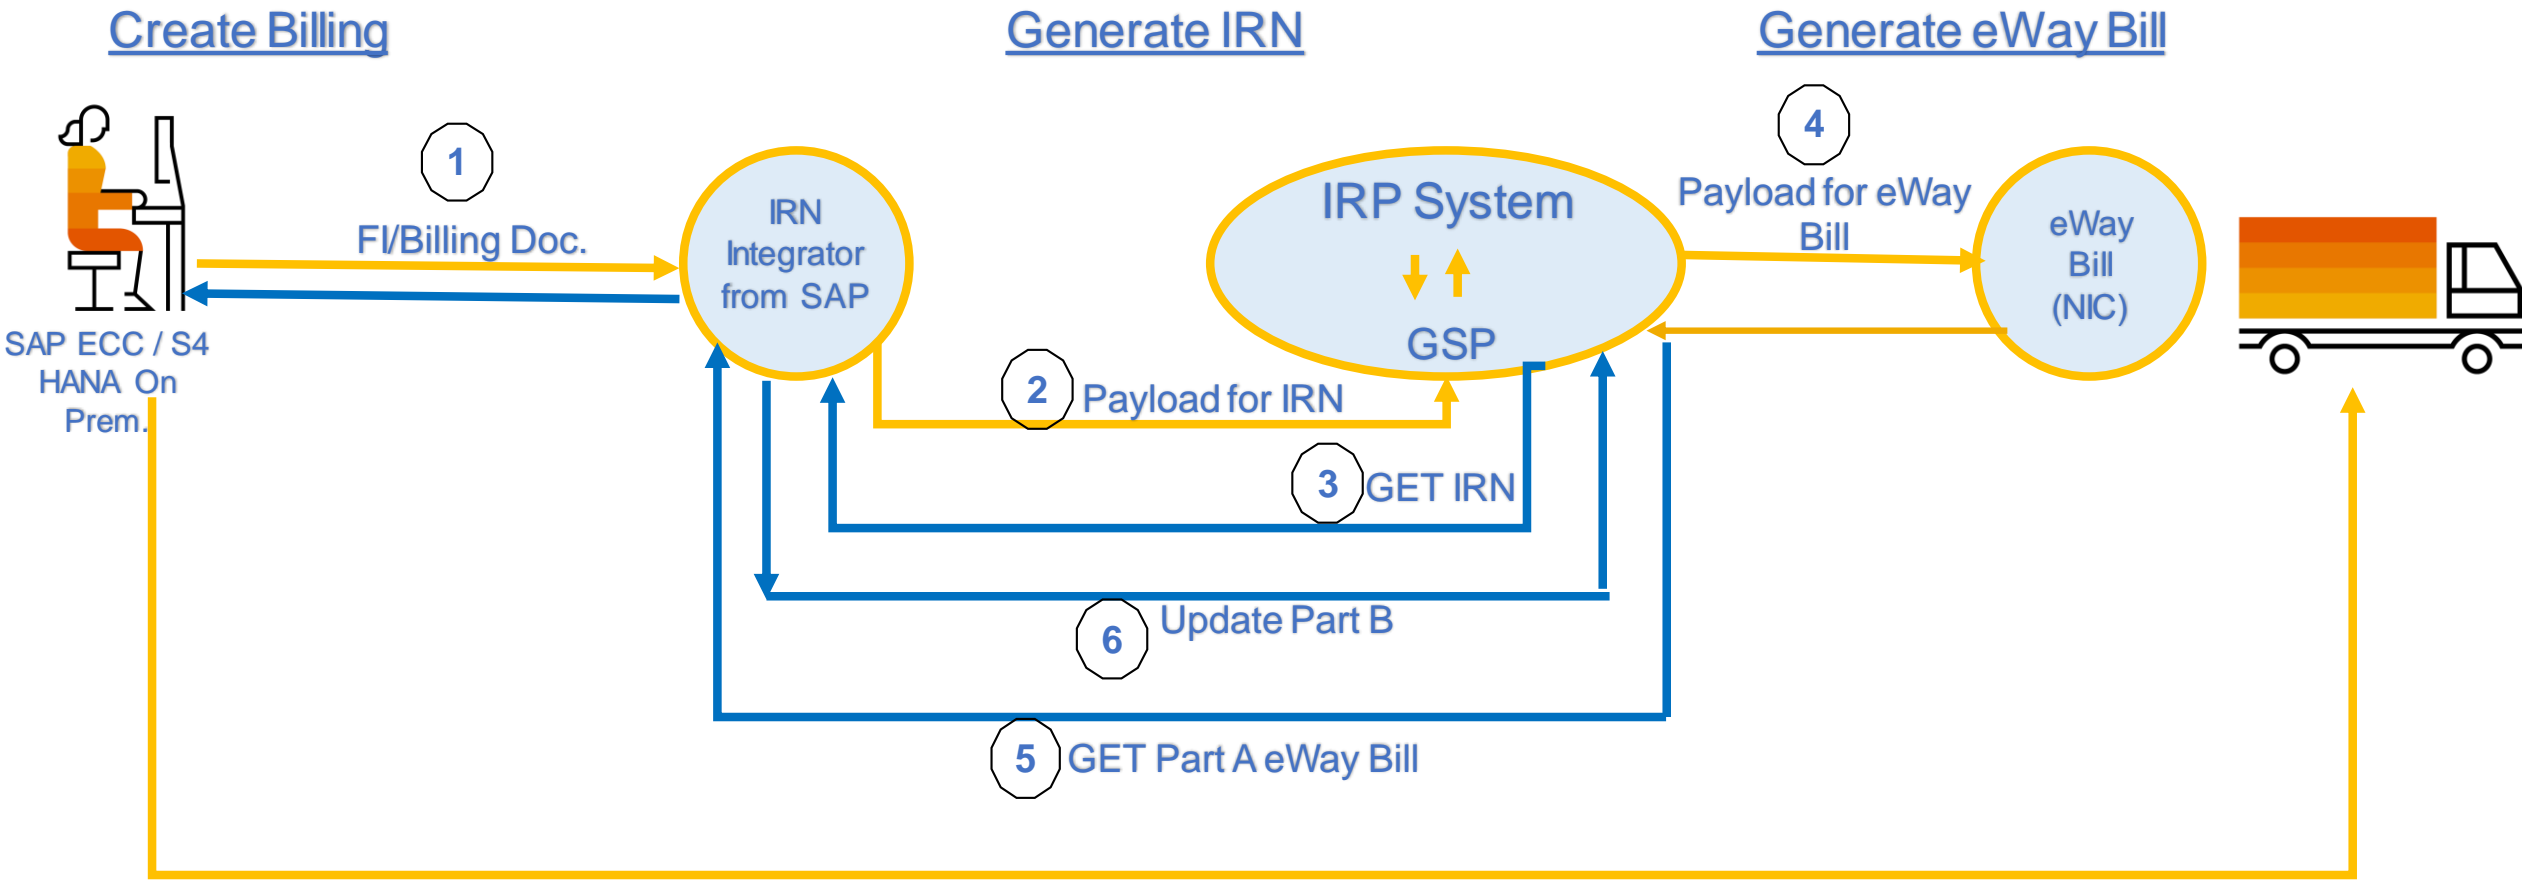 Create Billing
Generate IRN
Generate eWay Bill
1
FI/Billing Doc.
SAP ECC / S4
HANA On
Prem.
IRN
Integrator
from SAP
2
Payload for IRN
IRP System
GSP
3
GET IRN
4
Payload for eWay
Bill
eWay
Bill
(NIC)
6
Update Part B
5
GET Part A eWay Bill